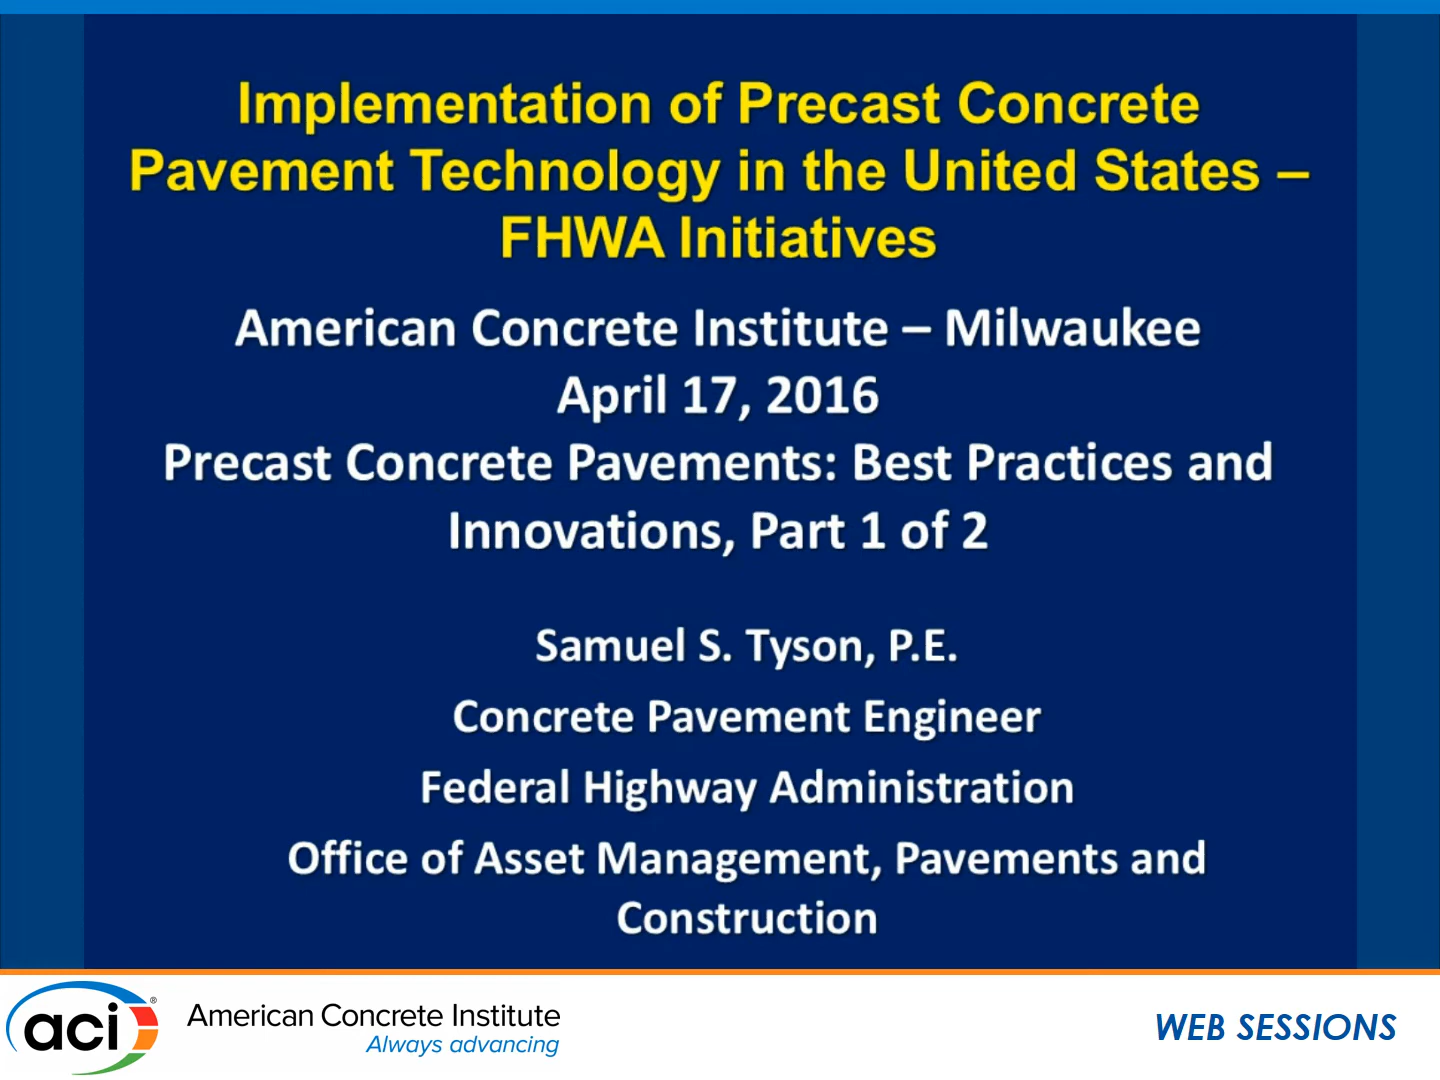 Implementation of Precast Concrete
Pavement Technology in the United States –
FHWA Initiatives
American Concrete Institute – Milwaukee
April 17, 2016
Precast Concrete Pavements: Best Practices and
Innovations, Part 1 of 2
Samuel S. Tyson, P.E.
Concrete Pavement Engineer
Federal Highway Administration
Office of Asset Management, Pavements and
Construction
aci®
American Concrete Institute
Always advancing
WEB SESSIONS